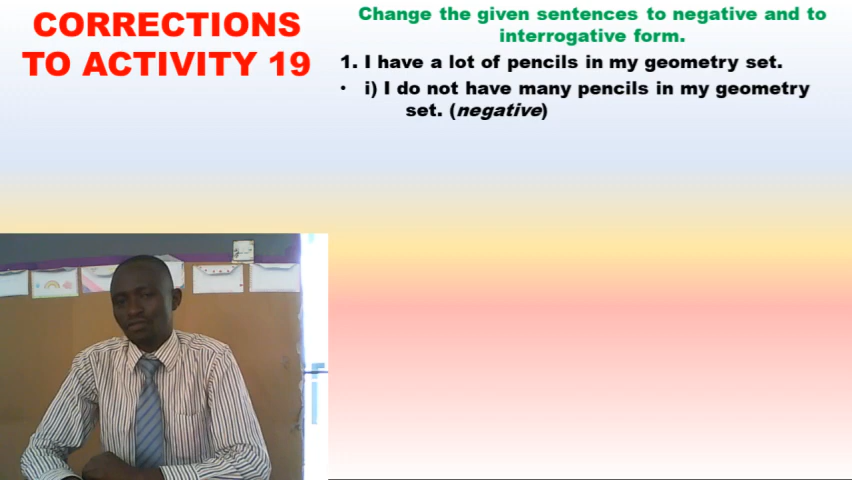 CORRECTIONS
TO ACTIVITY 19
Change the given sentences to negative and to
interrogative form.
1. I have a lot of pencils in my geometry set.
• i) I do not have many pencils in my geometry
set. (negative)